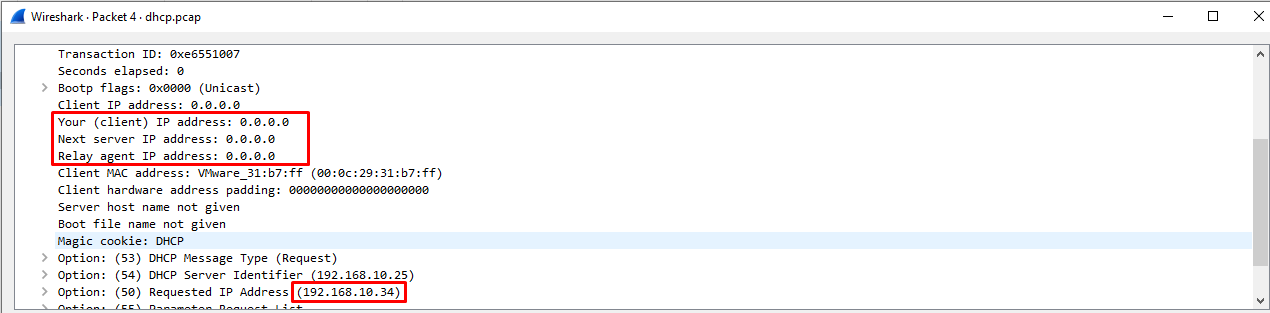 Wireshark · Packet 4 · dhcp.pcap
Transaction ID: 0xe6551007
Seconds elapsed: 0
Bootp flags: 0x0000 (Unicast)
Client IP address: 0.0.0.0
Your (client) IP address: 0.0.0.0
Next server IP address: 0.0.0.0
Relay agent IP address: 0.0.0.0
Client MAC address: VMware_31:b7:ff (00:0c:29:31:b7:ff)
Client hardware address padding: 00000000000000000000
Server host name not given
Boot file name not given
Magic cookie: DHCP
Option: (53) DHCP Message Type (Request)
Option: (54) DHCP Server Identifier (192.168.10.25)
Option: (50) Requested IP Address (192.168.10.34)
Option: (55) Parameter Request List